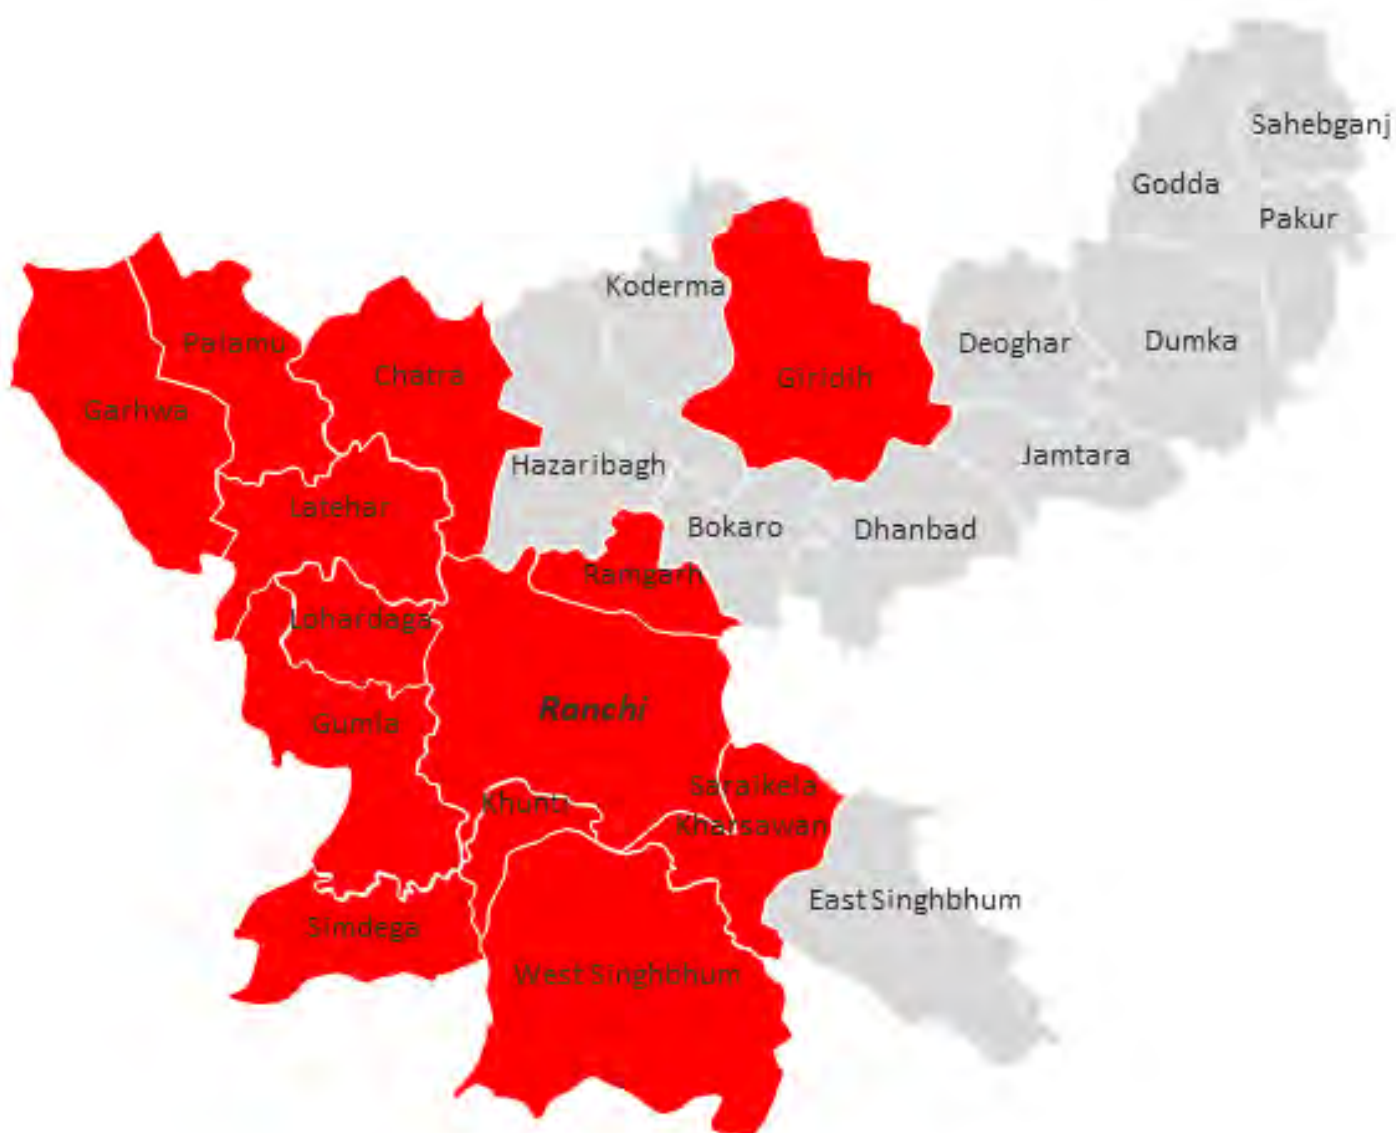 Sahebganj
Godda
Pakur
Koderma
Palamu
Deoghar
Dumka
Chatra
Giridih
Garhwa
Hazaribagh
Jamtara
Latehar
Bokaro
Dhanbad
Ramgarh
Lohardaga
Ranchi
Gumla
Saraikela
Kharsawan
Khunti
East Singhbhum
Simdega
West Singhbhum